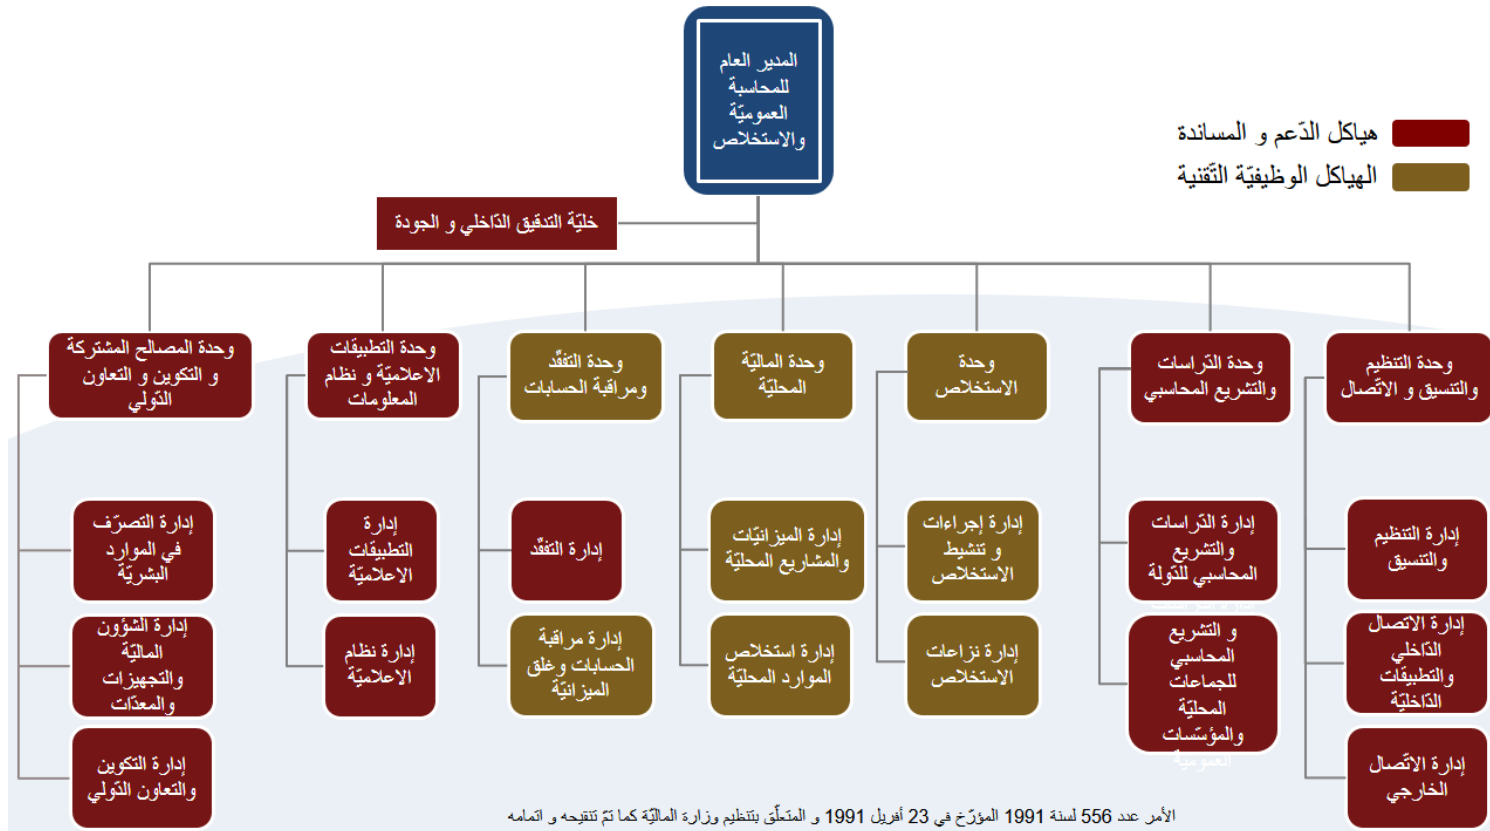 المدير العام
للمحاسبة
العموميّة
والاستخلاص
هياكل الدّعم و المساندة
الهياكل الوظيفيّة التّقنية
خليّة التدقيق الدّاخلي و الجودة
وحدة التنظيم
والتنسيق و الاتّصال
وحدة الدّراسات
والتشريع المحاسبي
وحدة
الاستخلاص
وحدة الماليّة
المحليّة
وحدة التفقّد
ومراقبة الحسابات
وحدة التطبيقات
الاعلاميّة و نظام
المعلومات
وحدة المصالح المشتركة
و التكوين و التعاون
الدّولي
إدارة التنظيم
والتنسيق
إدارة الدّراسات
والتشريع
المحاسبي للدّولة
إدارة إجراءات
و تنشيط
الاستخلاص
إدارة الميزانيّات
والمشاريع المحليّة
إدارة التفقّد
إدارة
التطبيقات
الاعلاميّة
إدارة التصرّف
في الموارد
البشريّة
إدارة الاتصال
الدّاخلي
والتطبيقات
الدّاخليّة
و التشريع
المحاسبي
للجماعات
المحليّة
والمؤسّسات
العمومية
إدارة نزاعات
الاستخلاص
إدارة استخلاص
الموارد المحليّة
إدارة مراقبة
الحسابات وغلق
الميزانيّة
إدارة نظام
الاعلاميّة
إدارة الشؤون
الماليّة
والتجهيزات
والمعدّات
إدارة الاتّصال
الخارجي
إدارة التكوين
والتعاون الدّولي
الأمر عدد 556 لسنة 1991 المؤرّخ في 23 أفريل 1991 و المتعلّق بتنظيم وزارة الماليّة كما تمّ تنقيحه و اتمامه